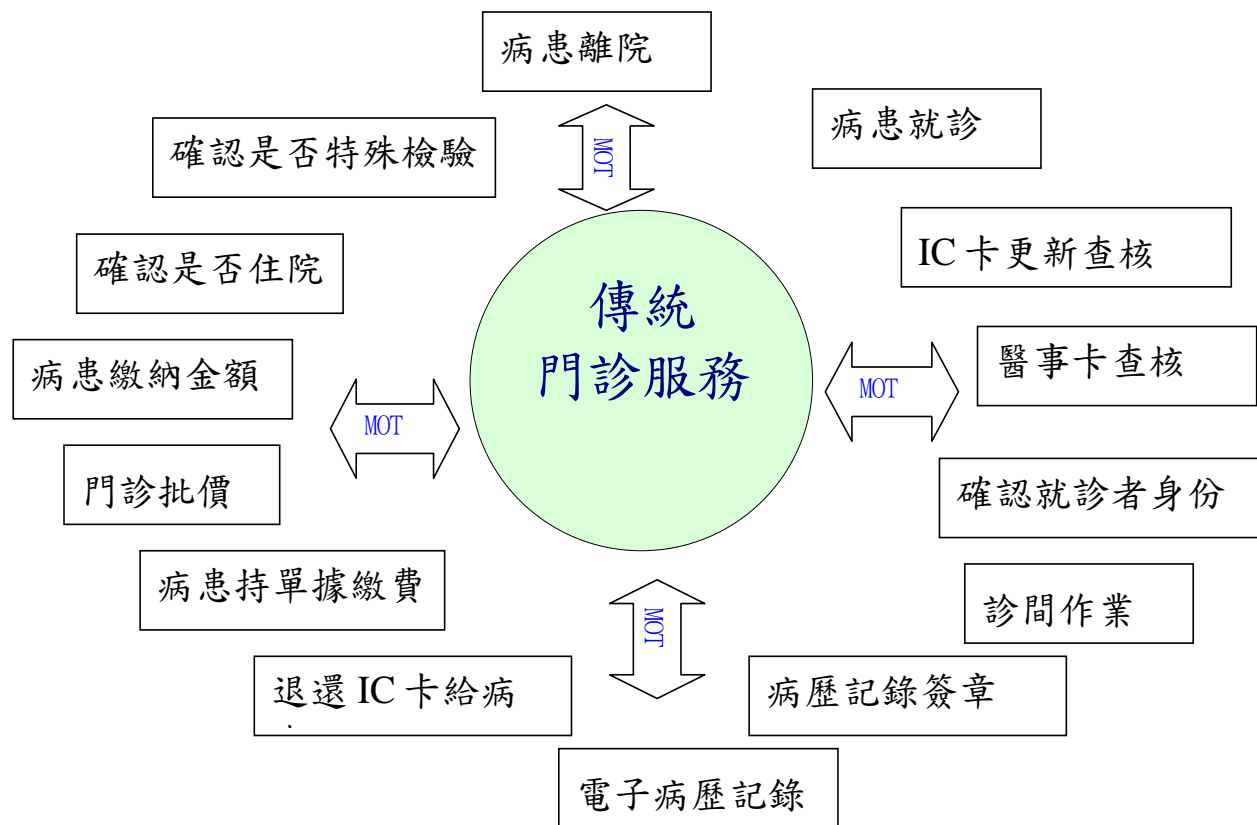 病患離院
病患就診
確認是否特殊檢驗
MOT
IC 卡更新查核
確認是否住院
傳統
門診服務
醫事卡查核
病患繳納金額
MOT
MOT
門診批價
確認就診者身份
病患持單據繳費
診間作業
MOT
退還 IC 卡給病
病歷記錄簽章
電子病歷記錄